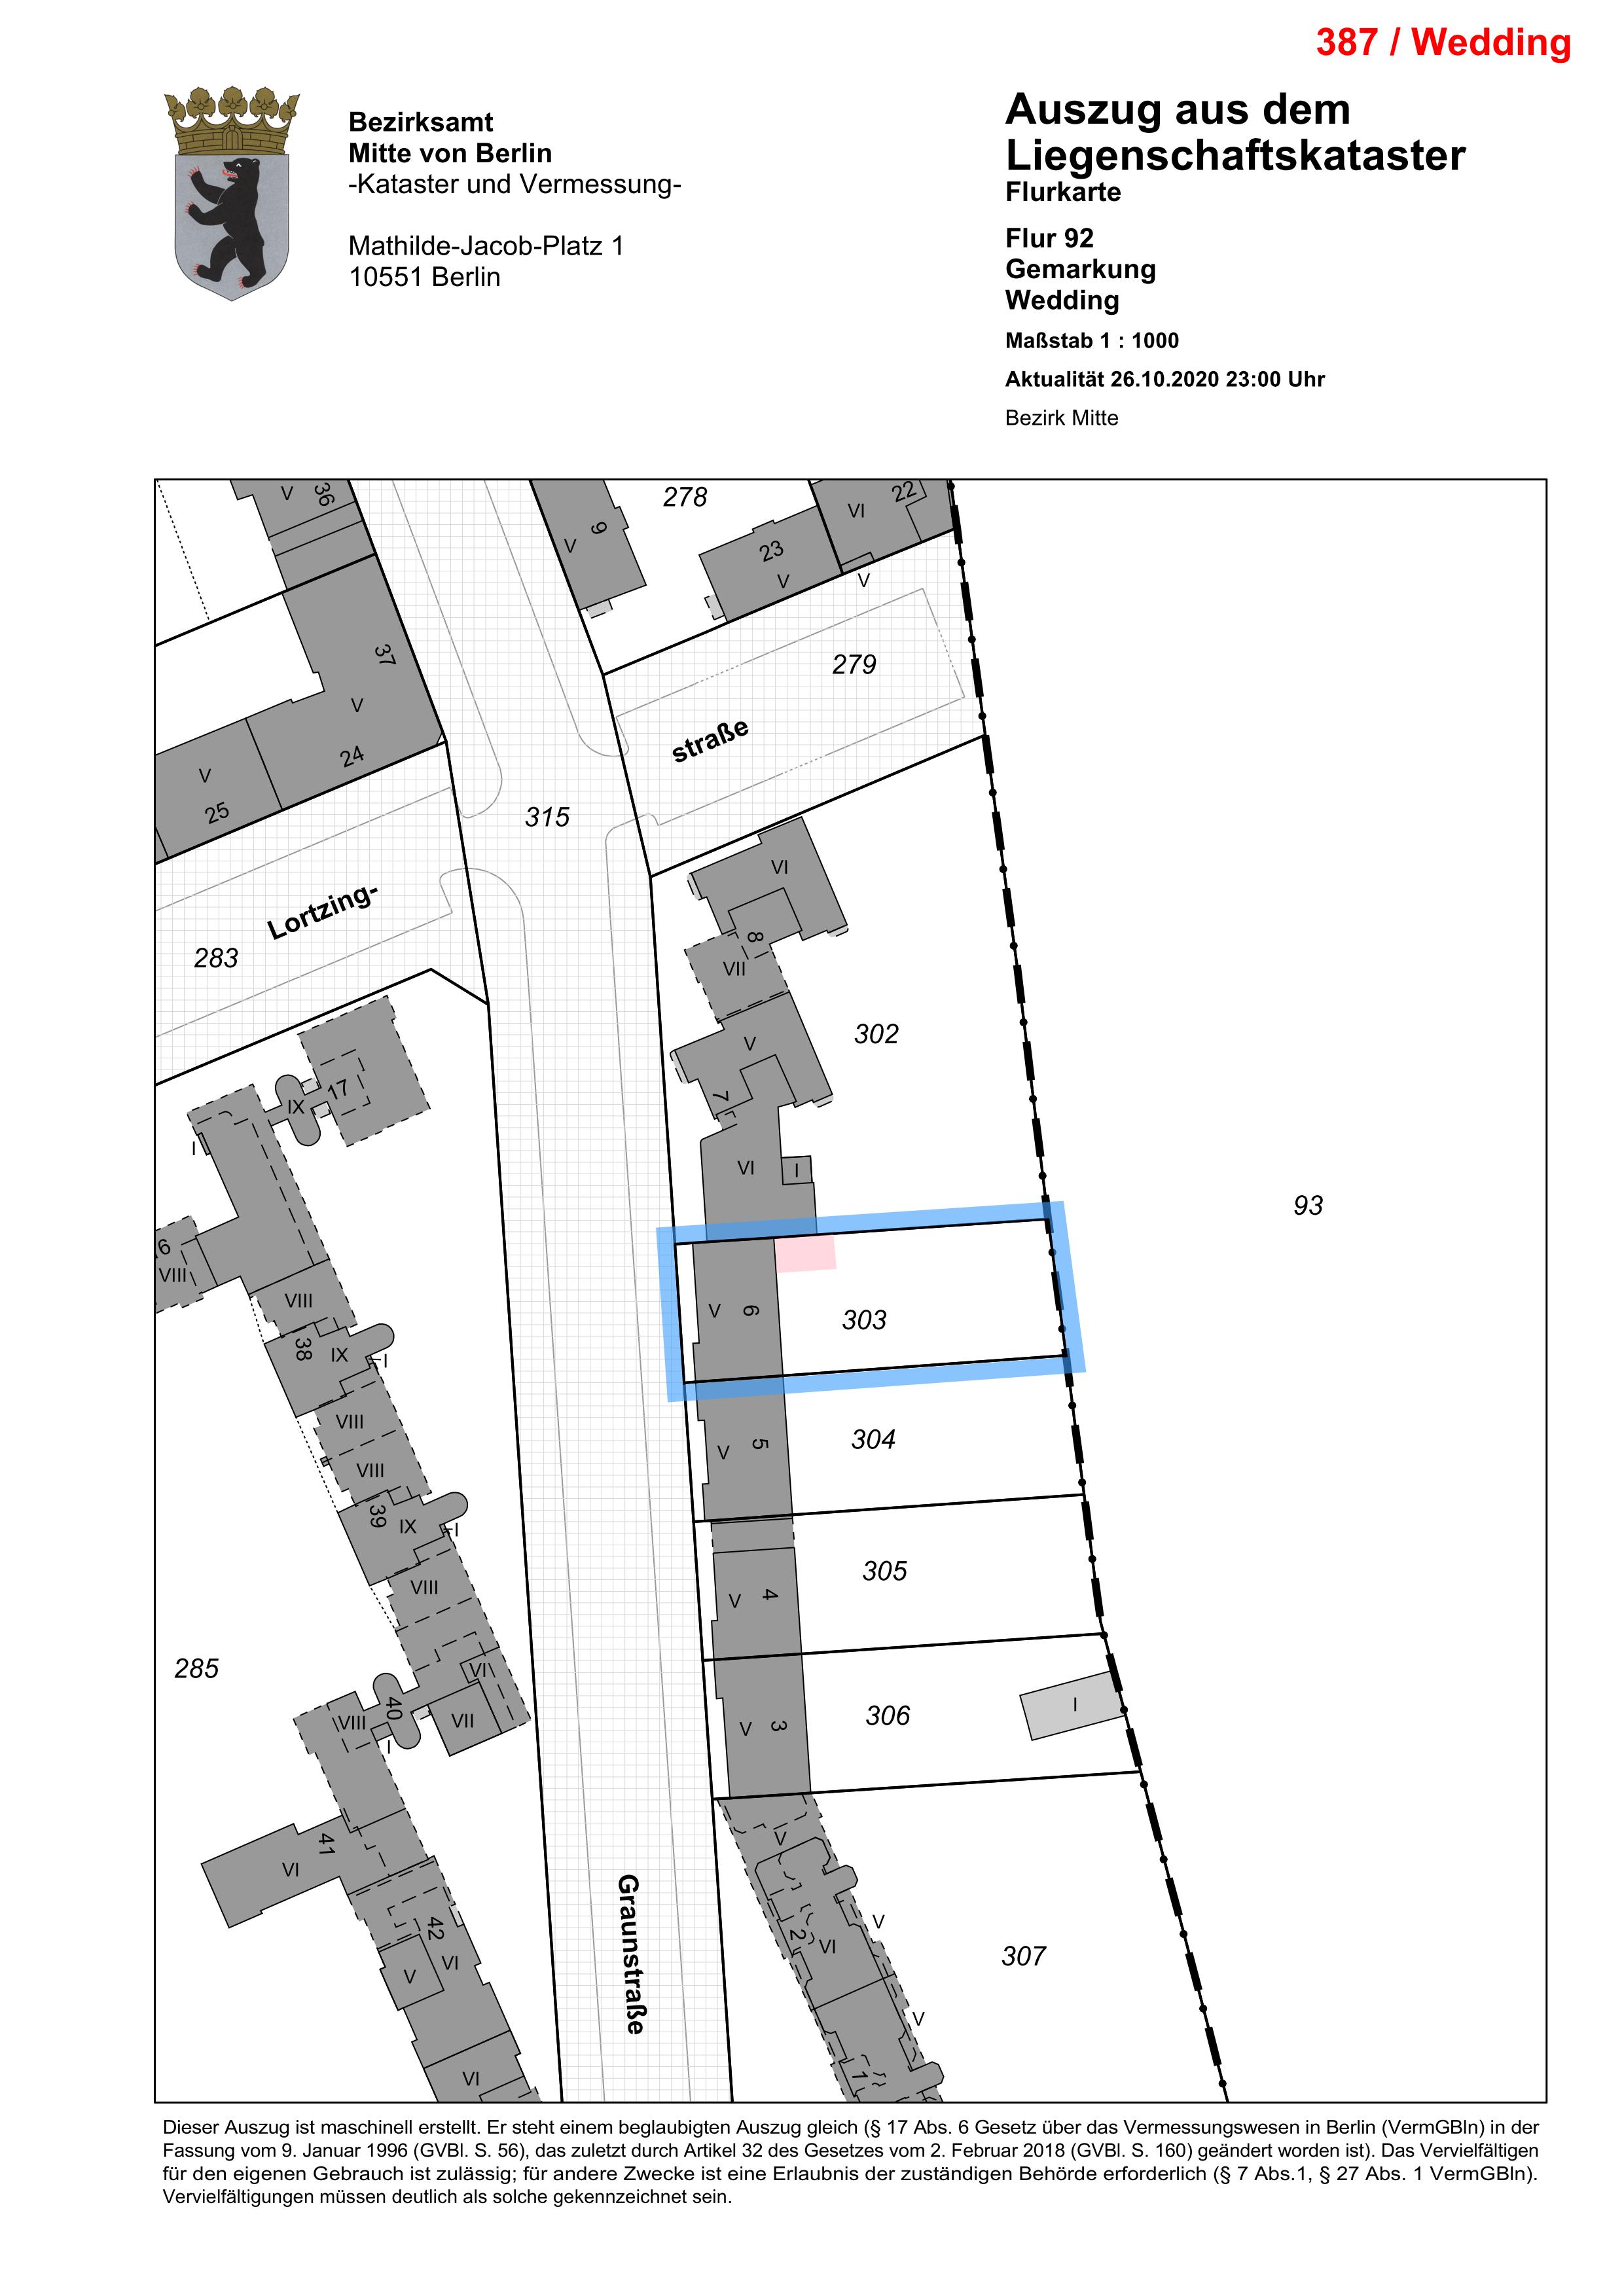 387 / Wedding
Bezirksamt
Mitte von Berlin
-Kataster und Vermessung-
Mathilde-Jacob-Platz 1
10551 Berlin
Auszug aus dem
Liegenschaftskataster
Flurkarte
Flur 92
Gemarkung
Wedding
Maßstab 1 : 1000
Aktualität 26.10.2020 23:00 Uhr
Bezirk Mitte
V
36
278
9
V
VI
22
23
V
V
37
V
24
V
25
279
straße
315
Lortzing-
283
VI
8
VII
302
V
7
VI
I
17
IX
I
93
16
VIII
VIII
38
IX
I
V
6
303
VIII
V
5
304
VIII
39
IX
I
VIII
V
4
305
285
VI
VIII
40
I
VII
V
3
306
I
41
VI
V
42
VI
V
2
VI
V
307
Graunstraße
V
1
VI
Dieser Auszug ist maschinell erstellt. Er steht einem beglaubigten Auszug gleich (§ 17 Abs. 6 Gesetz über das Vermessungswesen in Berlin (VermGBln) in der
Fassung vom 9. Januar 1996 (GVBl. S. 56), das zuletzt durch Artikel 32 des Gesetzes vom 2. Februar 2018 (GVBl. S. 160) geändert worden ist). Das Vervielfältigen
für den eigenen Gebrauch ist zulässig; für andere Zwecke ist eine Erlaubnis der zuständigen Behörde erforderlich (§ 7 Abs.1, § 27 Abs. 1 VermGBln).
Vervielfältigungen müssen deutlich als solche gekennzeichnet sein.